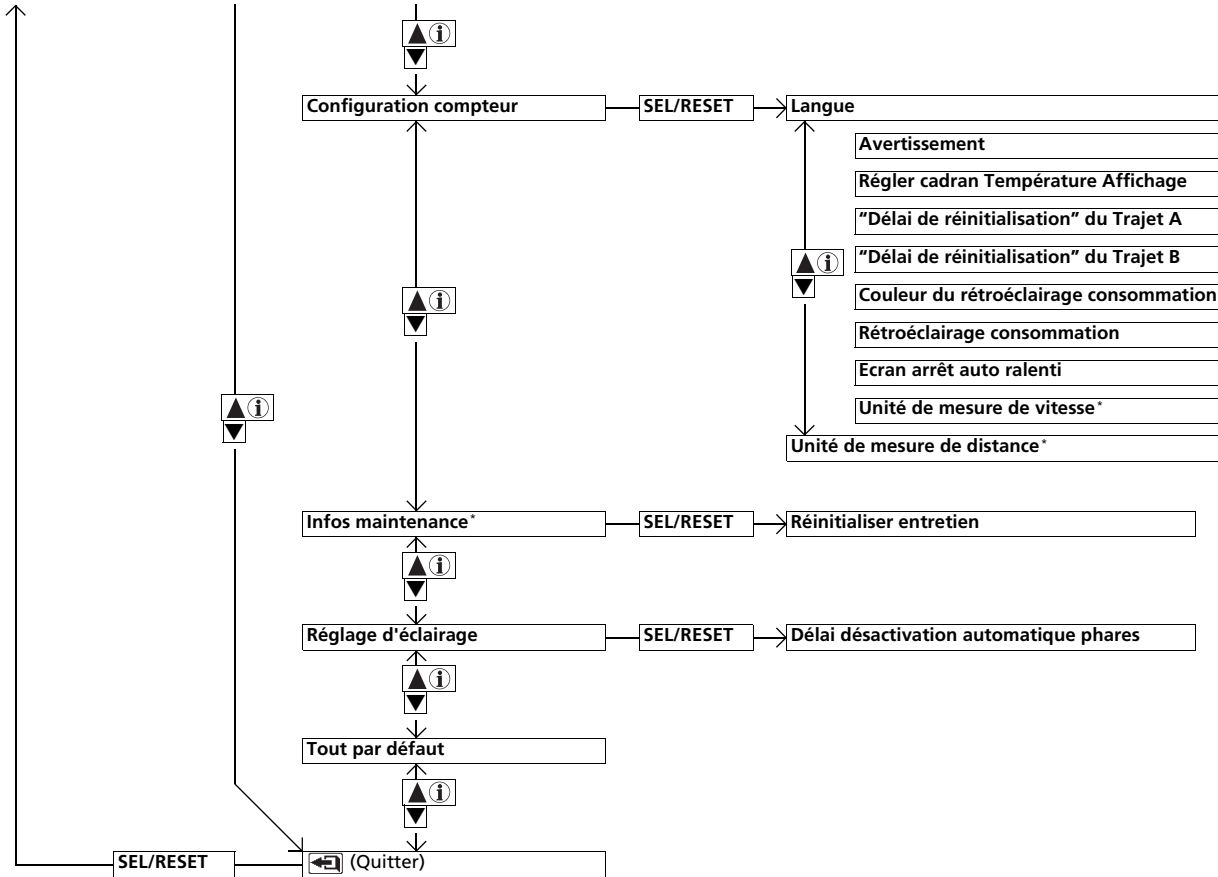 Configuration compteur SEL/RESET Langue
Avertissement
Régler cadran Température Affichage
“Délai de réinitialisation” du Trajet A
“Délai de réinitialisation” du Trajet B
Couleur du rétroéclairage consommation
Rétroéclairage consommation
Ecran arrêt auto ralenti
Unité de mesure de vitesse*
Unité de mesure de distance*
Infos maintenance* SEL/RESET Réinitialiser entretien
Réglage d'éclairage SEL/RESET Délai désactivation automatique phares
Tout par défaut
SEL/RESET (Quitter)